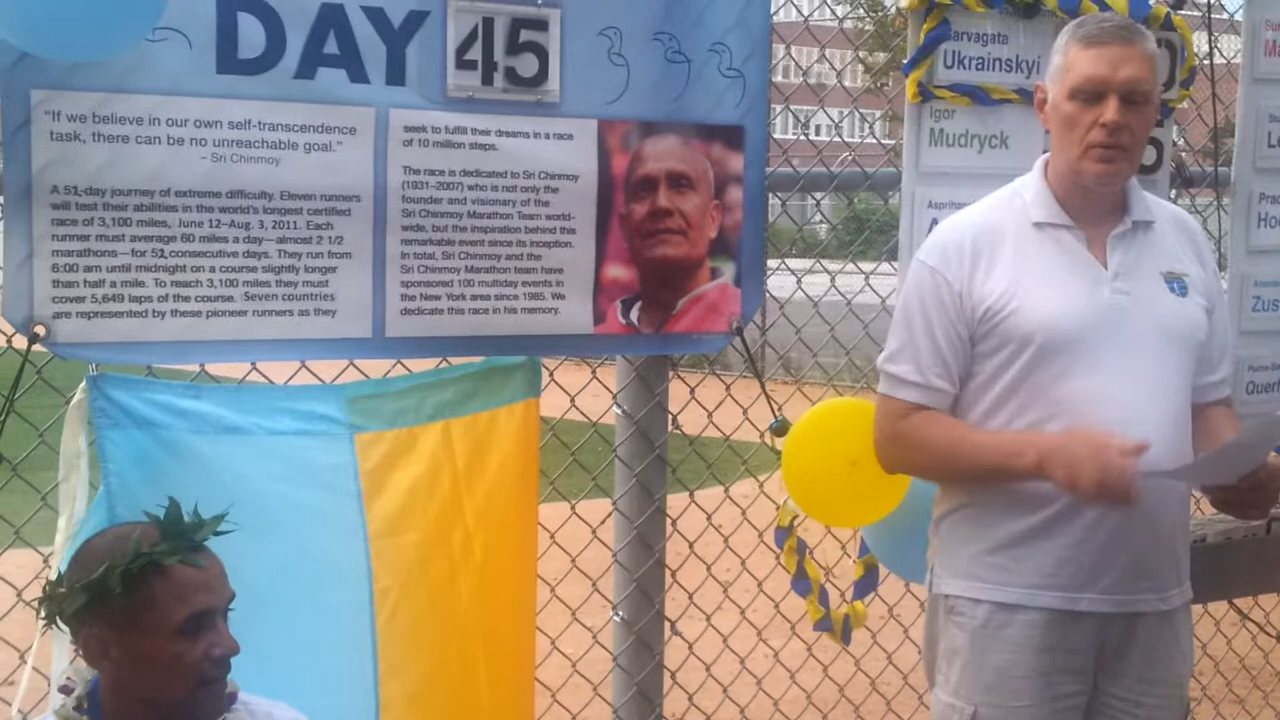 DAY 45
"If we believe in our own self-transcendence
task, there can be no unreachable goal."
– Sri Chinmoy
A 51-day journey of extreme difficulty. Eleven runners
will test their abilities in the world's longest certified
race of 3,100 miles, June 12–Aug. 3, 2011. Each
runner must average 60 miles a day—almost 2 1/2
marathons—for 52 consecutive days. They run from
6:00 am until midnight on a course slightly longer
than half a mile. To reach 3,100 miles they must
cover 5,649 laps of the course. Seven countries
are represented by these pioneer runners as they
seek to fulfill their dreams in a race
of 10 million steps.
The race is dedicated to Sri Chinmoy
(1931–2007) who is not only the
founder and visionary of the
Sri Chinmoy Marathon Team world-
wide, but the inspiration behind this
remarkable event since its inception.
In total, Sri Chinmoy and the
Sri Chinmoy Marathon team have
sponsored 100 multiday events in
the New York area since 1985. We
dedicate this race in his memory.
Sarvagata
Ukrainskyi
Igor
Mudryck